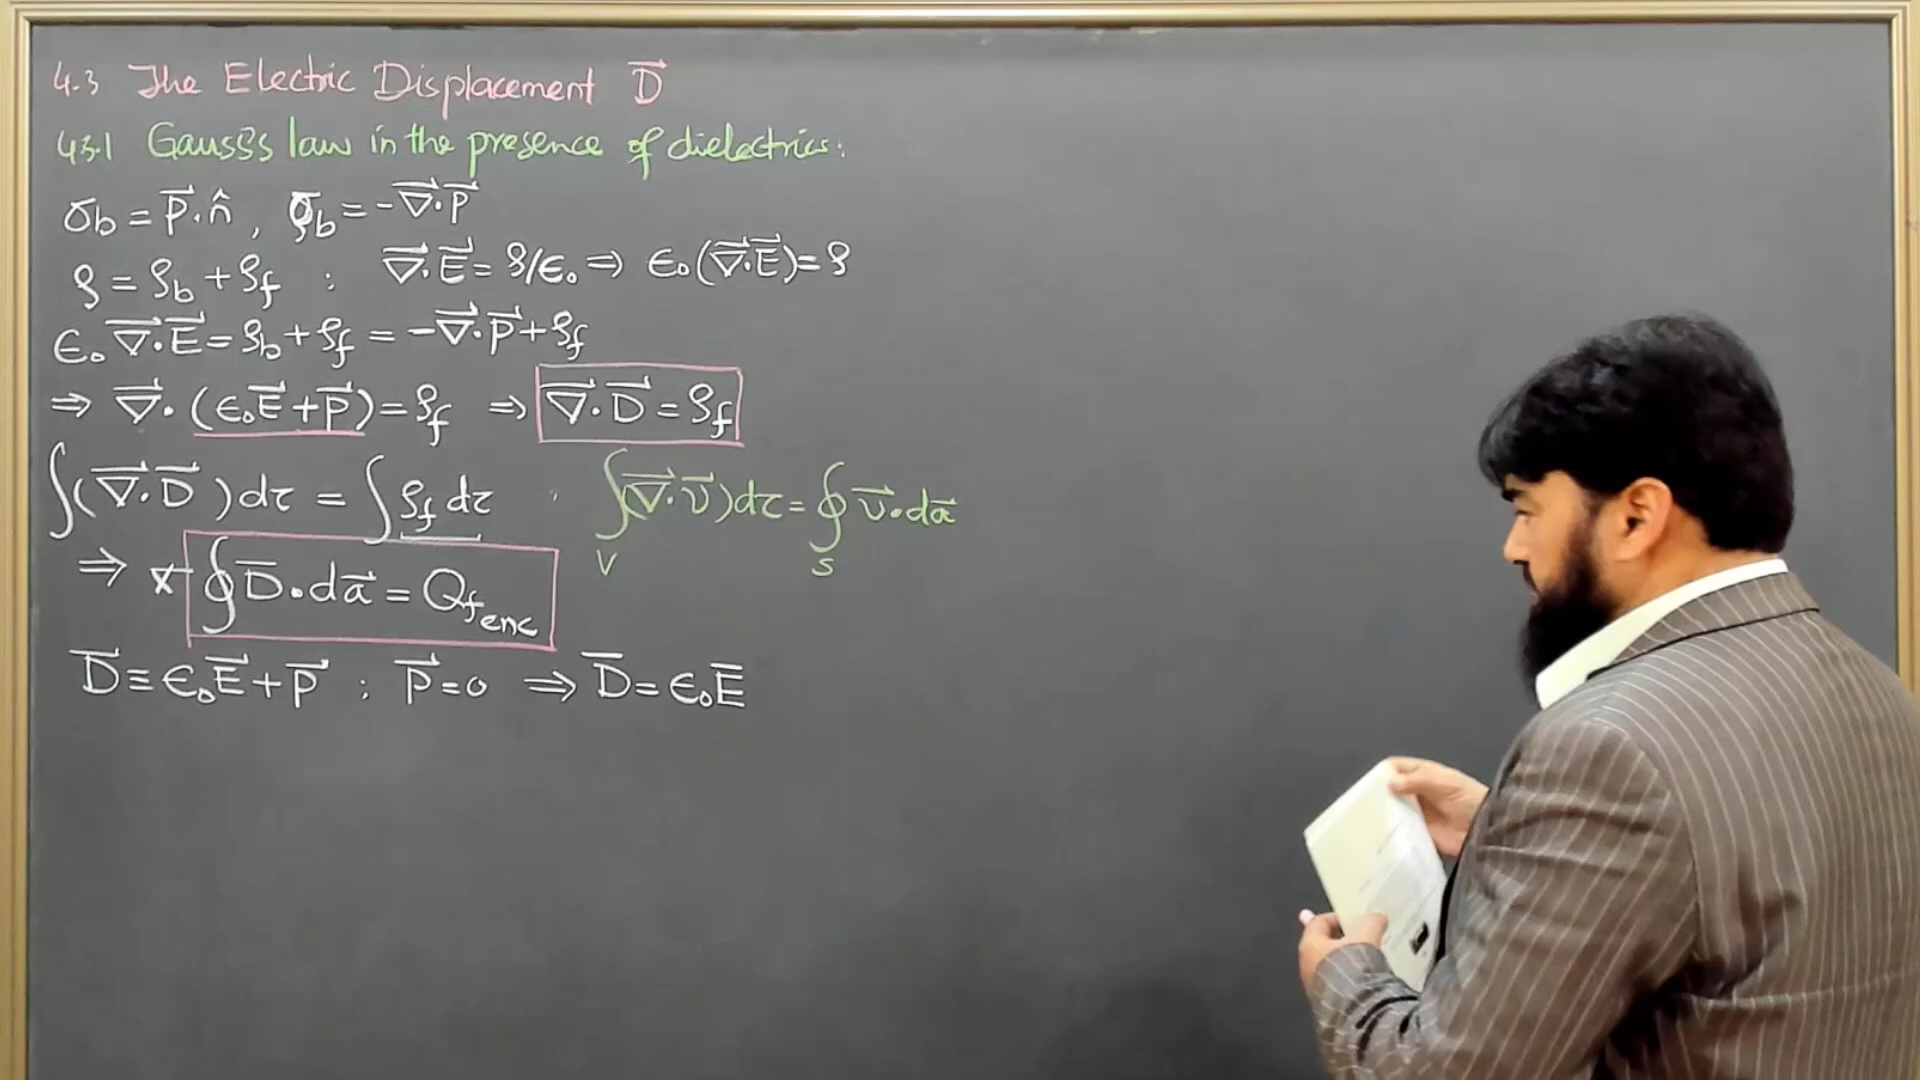 4.3 The Electric Displacement D⃗
4.3.1 Gauss's law in the presence of dielectrics:
σb = P⃗·n̂ , ρb = -∇⃗·P⃗
ρ = ρb + ρf : ∇⃗·E⃗ = ρ/ϵ₀ ⇒ ϵ₀(∇⃗·E⃗) = ρ
ϵ₀ ∇⃗·E⃗ = ρb + ρf = -∇⃗·P⃗ + ρf
⇒ ∇⃗·(ϵ₀E⃗ + P⃗) = ρf ⇒ ∇⃗·D⃗ = ρf
∫(∇⃗·D⃗)dτ = ∫ρf dτ : ∫V(∇⃗·v⃗)dτ = ∮S v⃗·da⃗
⇒ * ∮D⃗·da⃗ = Qfenc
D⃗ ≡ ϵ₀E⃗ + P⃗ : P⃗ = 0 ⇒ D⃗ = ϵ₀E⃗